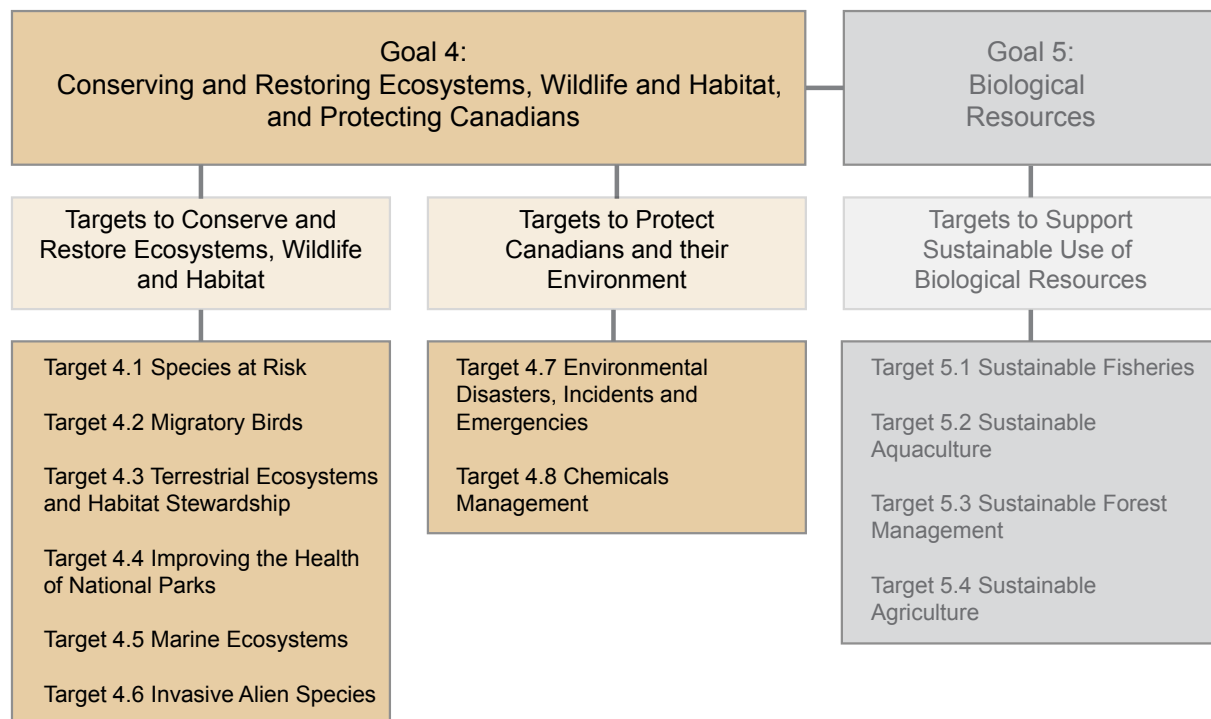 Goal 4:
Conserving and Restoring Ecosystems, Wildlife and Habitat,
and Protecting Canadians
Goal 5:
Biological
Resources
Targets to Conserve and
Restore Ecosystems, Wildlife
and Habitat
Targets to Protect
Canadians and their
Environment
Targets to Support
Sustainable Use of
Biological Resources
Target 4.1 Species at Risk
Target 4.2 Migratory Birds
Target 4.3 Terrestrial Ecosystems
and Habitat Stewardship
Target 4.4 Improving the Health
of National Parks
Target 4.5 Marine Ecosystems
Target 4.6 Invasive Alien Species
Target 4.7 Environmental
Disasters, Incidents and
Emergencies
Target 4.8 Chemicals
Management
Target 5.1 Sustainable Fisheries
Target 5.2 Sustainable
Aquaculture
Target 5.3 Sustainable Forest
Management
Target 5.4 Sustainable
Agriculture